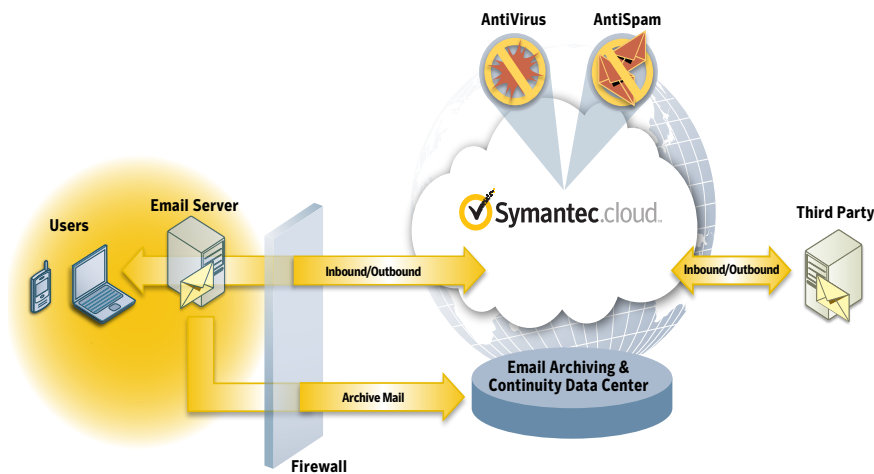 AntiVirus
AntiSpam
Symantec.cloud™
Email Server
Users
Third Party
Inbound/Outbound
Inbound/Outbound
Email Archiving &
Continuity Data Center
Archive Mail
Firewall